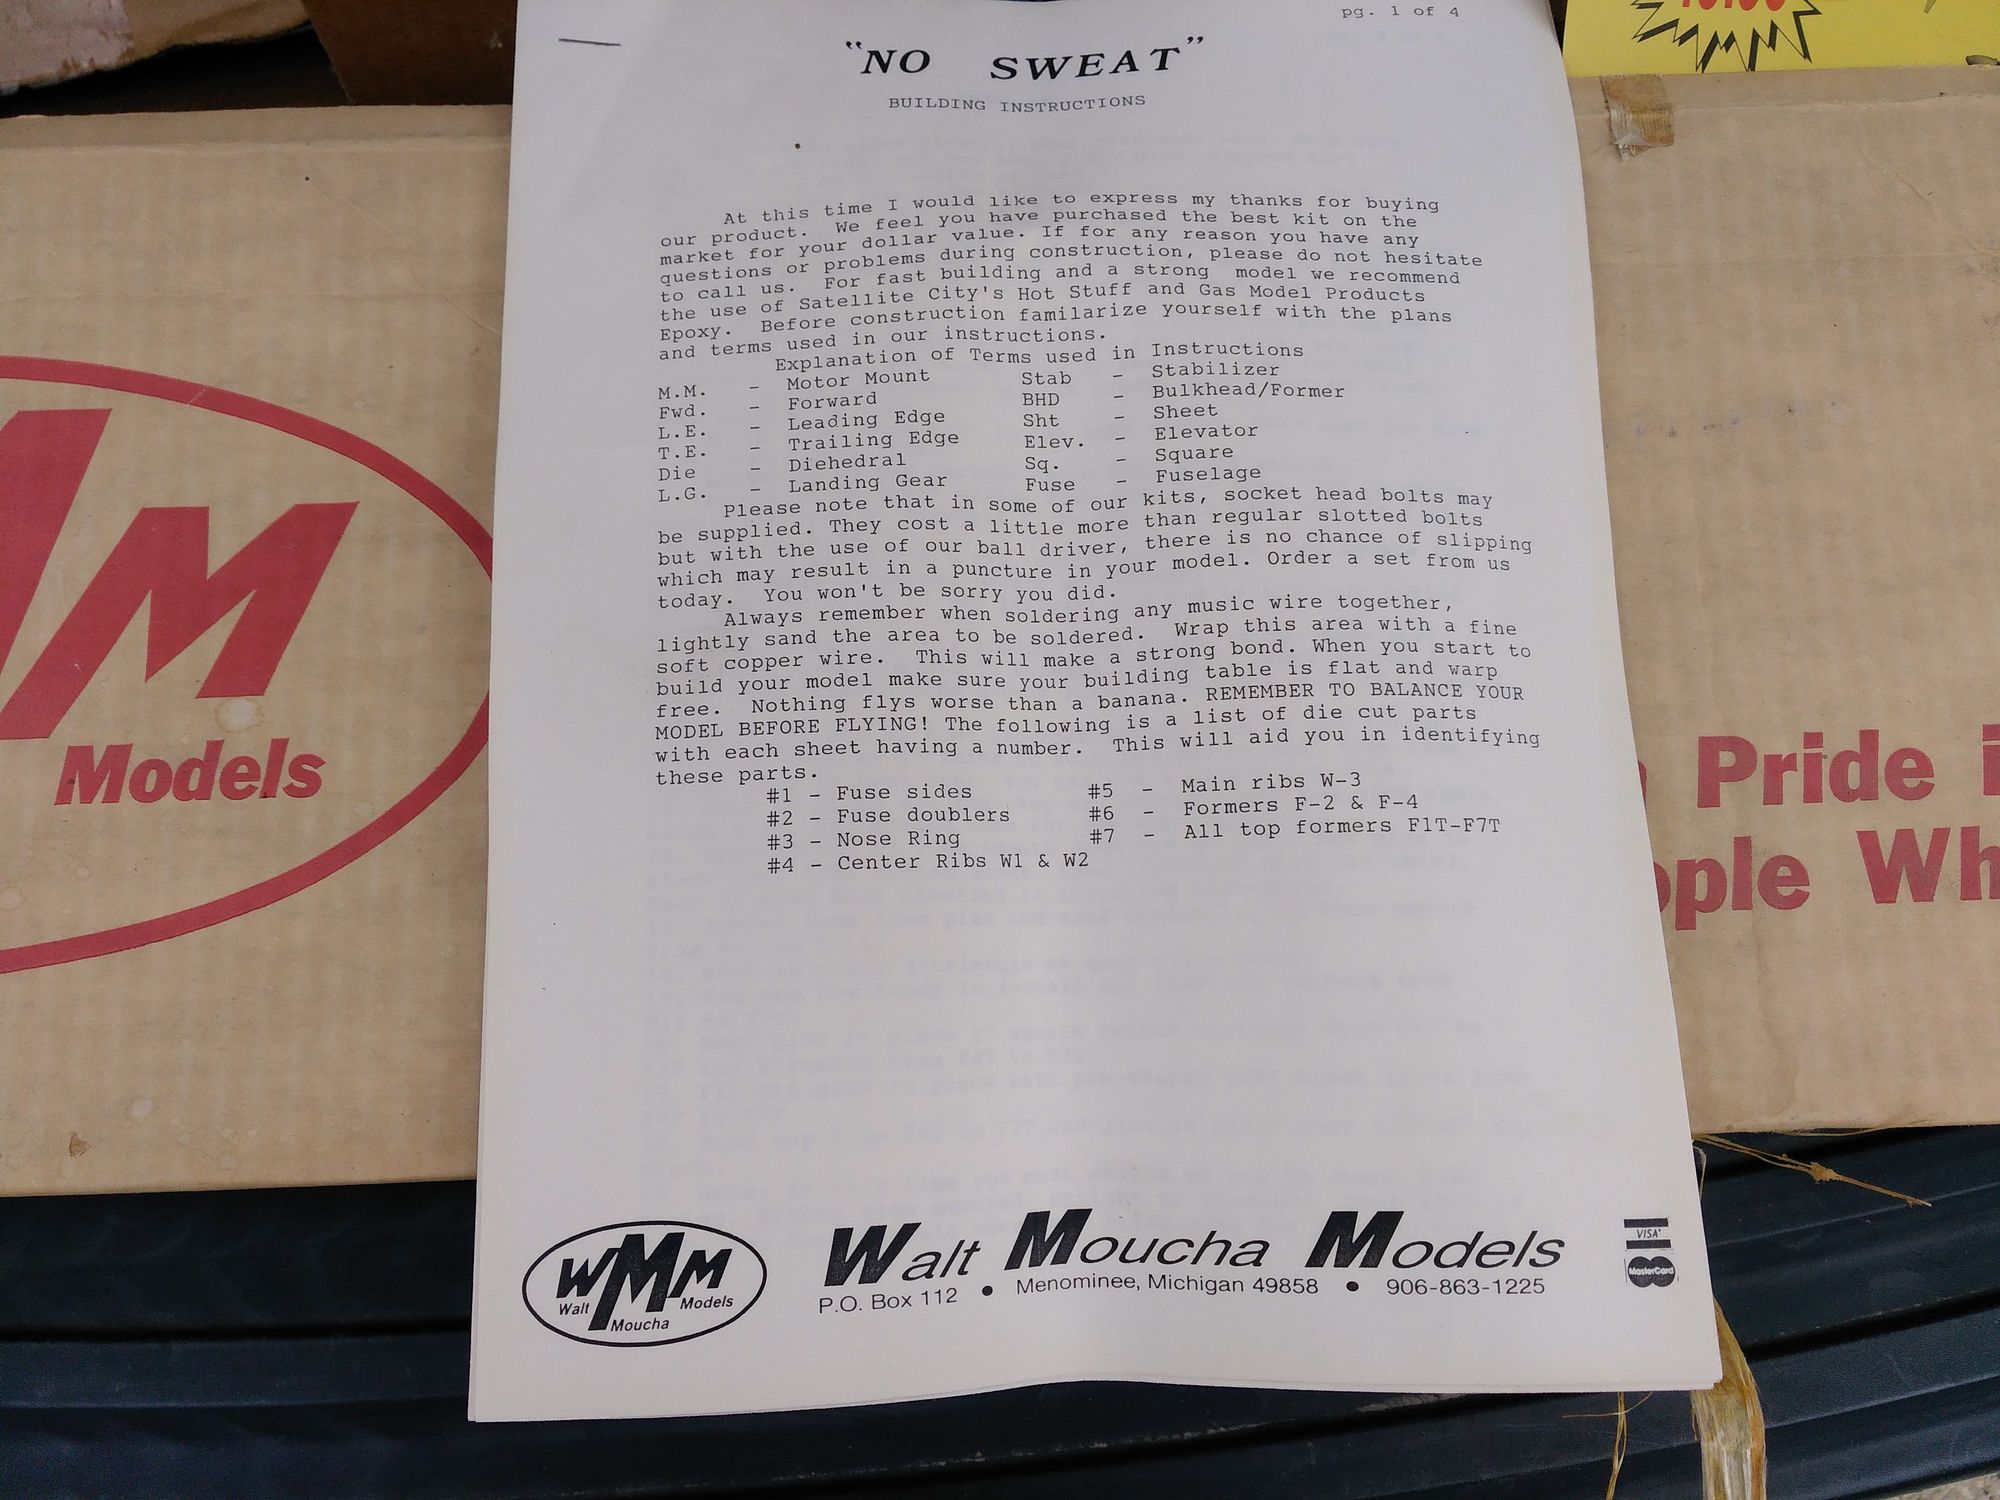 pg. 1 of 4
"NO SWEAT"
BUILDING INSTRUCTIONS
At this time I would like to express my thanks for buying
our product. We feel you have purchased the best kit on the
market for your dollar value. If for any reason you have any
questions or problems during construction, please do not hesitate
to call us. For fast building and a strong model we recommend
the use of Satellite City's Hot Stuff and Gas Model Products
Epoxy. Before construction familarize yourself with the plans
and terms used in our instructions.
Explanation of Terms used in Instructions
M.M. - Motor Mount Stab - Stabilizer
Fwd. - Forward BHD - Bulkhead/Former
L.E. - Leading Edge Sht - Sheet
T.E. - Trailing Edge Elev. - Elevator
Die - Diehedral Sq. - Square
L.G. - Landing Gear Fuse - Fuselage
Please note that in some of our kits, socket head bolts may
be supplied. They cost a little more than regular slotted bolts
but with the use of our ball driver, there is no chance of slipping
which may result in a puncture in your model. Order a set from us
today. You won't be sorry you did.
Always remember when soldering any music wire together,
lightly sand the area to be soldered. Wrap this area with a fine
soft copper wire. This will make a strong bond. When you start to
build your model make sure your building table is flat and warp
free. Nothing flys worse than a banana. REMEMBER TO BALANCE YOUR
MODEL BEFORE FLYING! The following is a list of die cut parts
with each sheet having a number. This will aid you in identifying
these parts.
#1 - Fuse sides #5 - Main ribs W-3
#2 - Fuse doublers #6 - Formers F-2 & F-4
#3 - Nose Ring #7 - All top formers F1T-F7T
#4 - Center Ribs W1 & W2
WMM
Walt Moucha Models
Walt Moucha Models
P.O. Box 112 • Menominee, Michigan 49858 • 906-863-1225
VISA
MasterCard
M
Models
Pride i
ople Wh